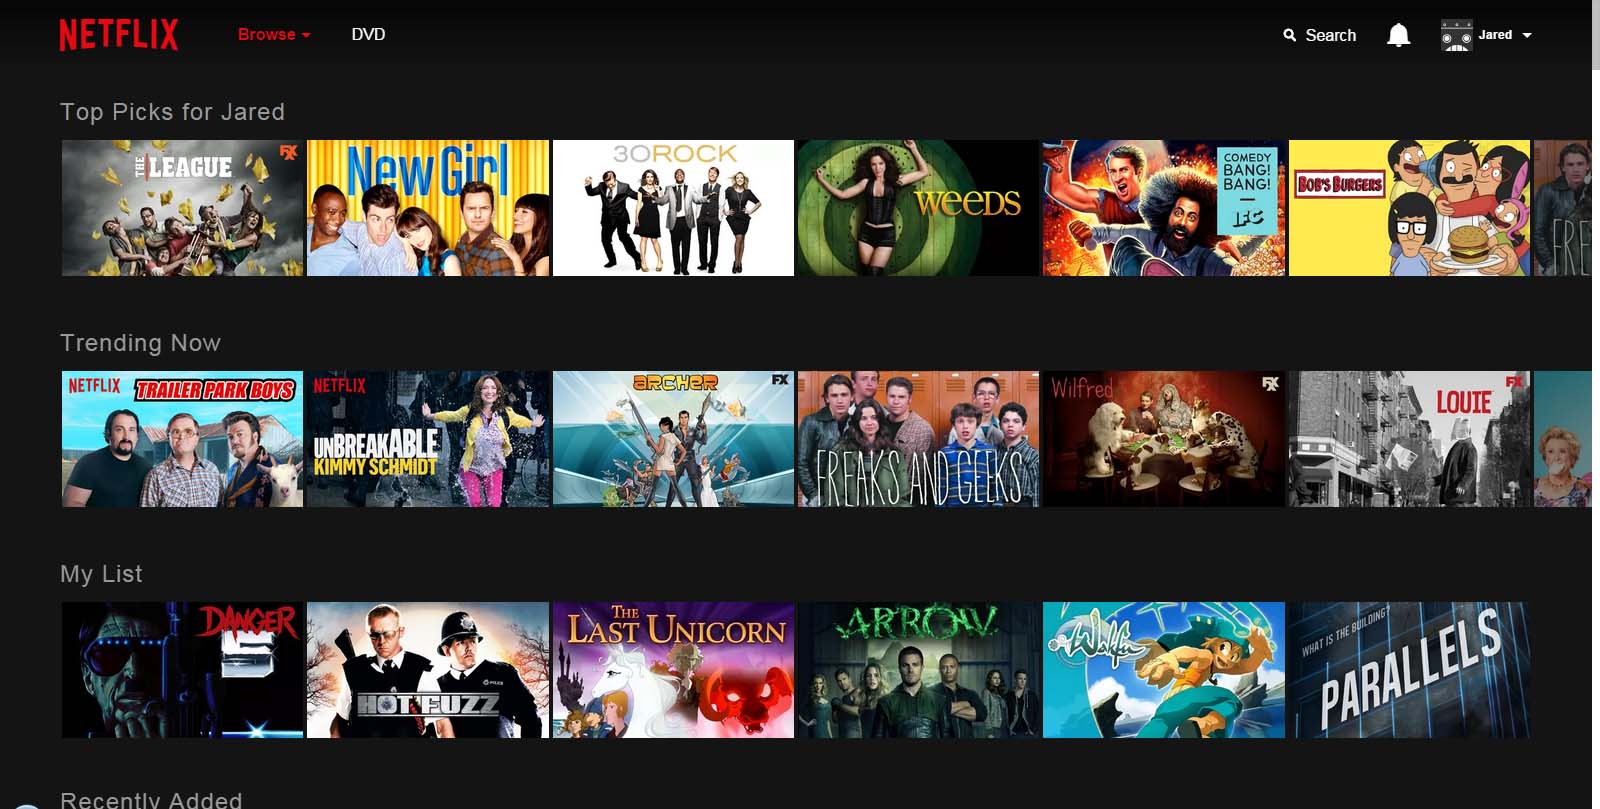 NETFLIX
Browse
DVD
Search
Jared
Top Picks for Jared
THE LEAGUE
FX
New Girl
30ROCK
WEEDS
COMEDY
BANG!
BANG!
IFC
BOB'S BURGERS
FRE
Trending Now
NETFLIX
TRAILER PARK BOYS
NETFLIX
UNBREAKABLE
KIMMY SCHMIDT
ARCHER
FX
FREAKS AND GEEKS
Wilfred
FX
FX
LOUIE
My List
DANGER
5
HOT FUZZ
POLICE
THE
LAST UNICORN
ARROW
Wakfu
WHAT IS THE BUILDING?
PARALLELS
Recently Added